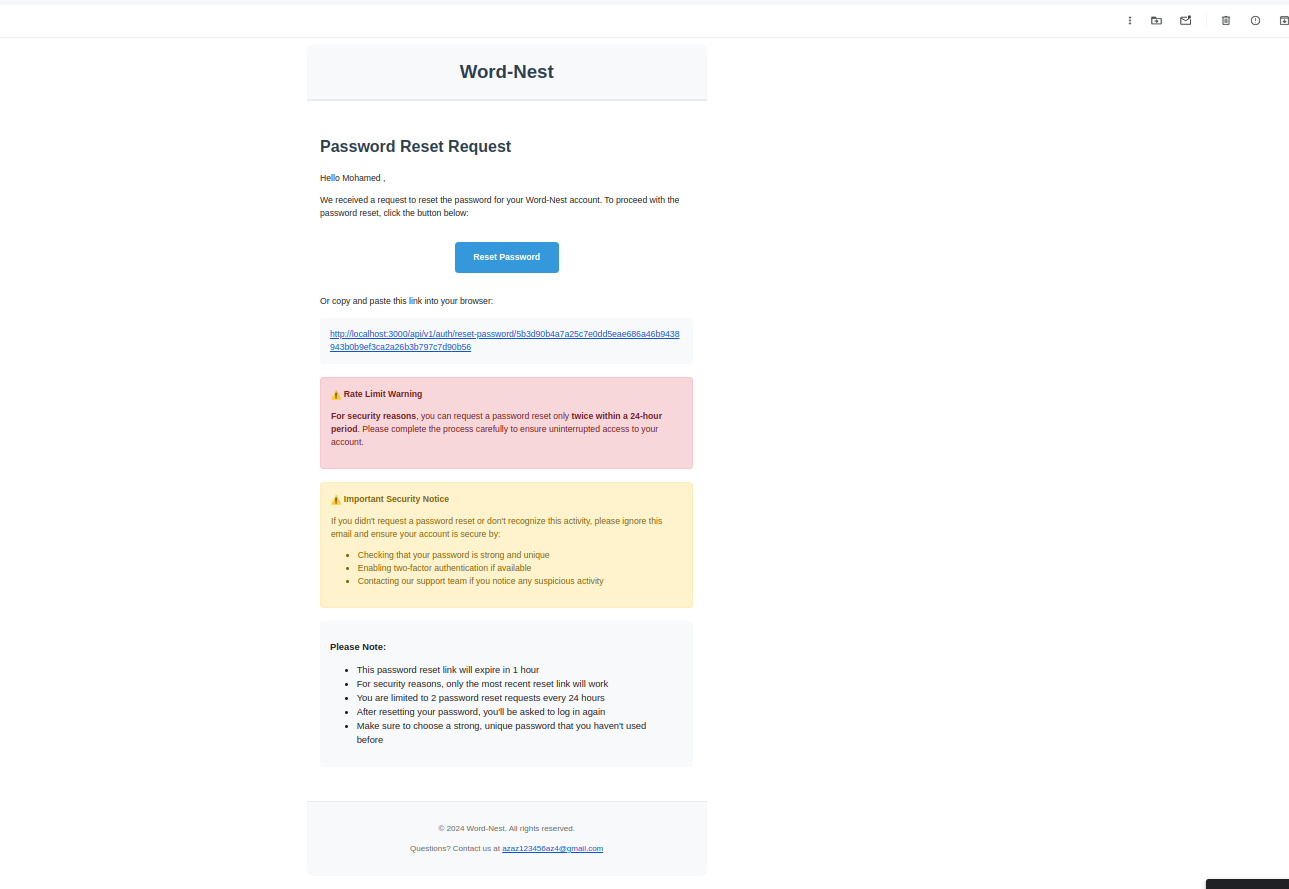 Word-Nest
Password Reset Request
Hello Mohamed ,
We received a request to reset the password for your Word-Nest account. To proceed with the
password reset, click the button below:
Reset Password
Or copy and paste this link into your browser:
http://localhost:3000/api/v1/auth/reset-password/5b3d90b4a7a25c7e0dd5eae686a46b9438
943b0b9ef3ca2a26b3b797c7d90b56
⚠️ Rate Limit Warning
For security reasons, you can request a password reset only twice within a 24-hour
period. Please complete the process carefully to ensure uninterrupted access to your
account.
⚠️ Important Security Notice
If you didn't request a password reset or don't recognize this activity, please ignore this
email and ensure your account is secure by:
• Checking that your password is strong and unique
• Enabling two-factor authentication if available
• Contacting our support team if you notice any suspicious activity
Please Note:
• This password reset link will expire in 1 hour
• For security reasons, only the most recent reset link will work
• You are limited to 2 password reset requests every 24 hours
• After resetting your password, you'll be asked to log in again
• Make sure to choose a strong, unique password that you haven't used
before
© 2024 Word-Nest. All rights reserved.
Questions? Contact us at azaz123456az4@gmail.com